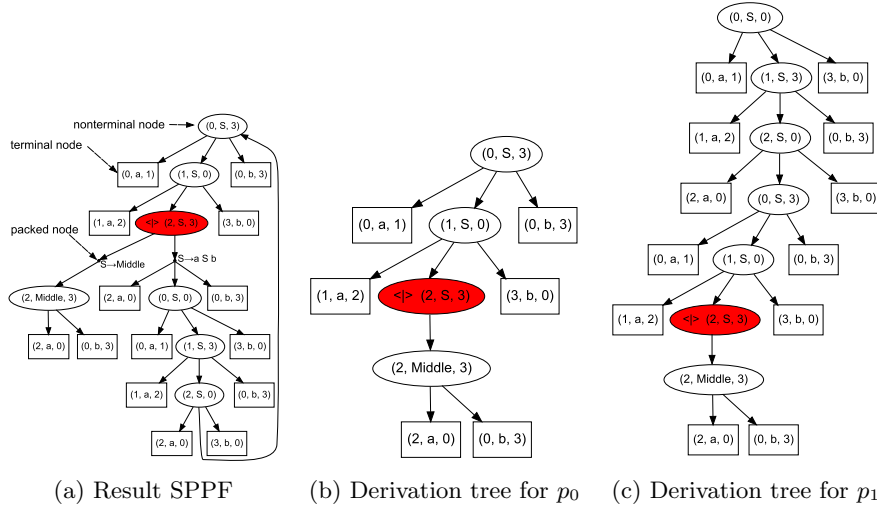 nonterminal node
(0, S, 3)
terminal node
(0, a, 1)
(1, S, 0)
(0, b, 3)
(1, a, 2)
<|> (2, S, 3)
(3, b, 0)
packed node
S→Middle
S→a S b
(2, Middle, 3)
(2, a, 0)
(0, S, 0)
(0, b, 3)
(2, a, 0)
(0, b, 3)
(0, a, 1)
(1, S, 3)
(3, b, 0)
(1, a, 2)
(2, S, 0)
(0, b, 3)
(2, a, 0)
(3, b, 0)
(a) Result SPPF
(0, S, 3)
(0, a, 1)
(1, S, 0)
(0, b, 3)
(1, a, 2)
<|> (2, S, 3)
(3, b, 0)
(2, Middle, 3)
(2, a, 0)
(0, b, 3)
(b) Derivation tree for p0
(0, S, 0)
(0, a, 1)
(1, S, 3)
(3, b, 0)
(1, a, 2)
(2, S, 0)
(0, b, 3)
(2, a, 0)
(0, S, 3)
(3, b, 0)
(0, a, 1)
(1, S, 0)
(0, b, 3)
(1, a, 2)
<|> (2, S, 3)
(3, b, 0)
(2, Middle, 3)
(2, a, 0)
(0, b, 3)
(c) Derivation tree for p1